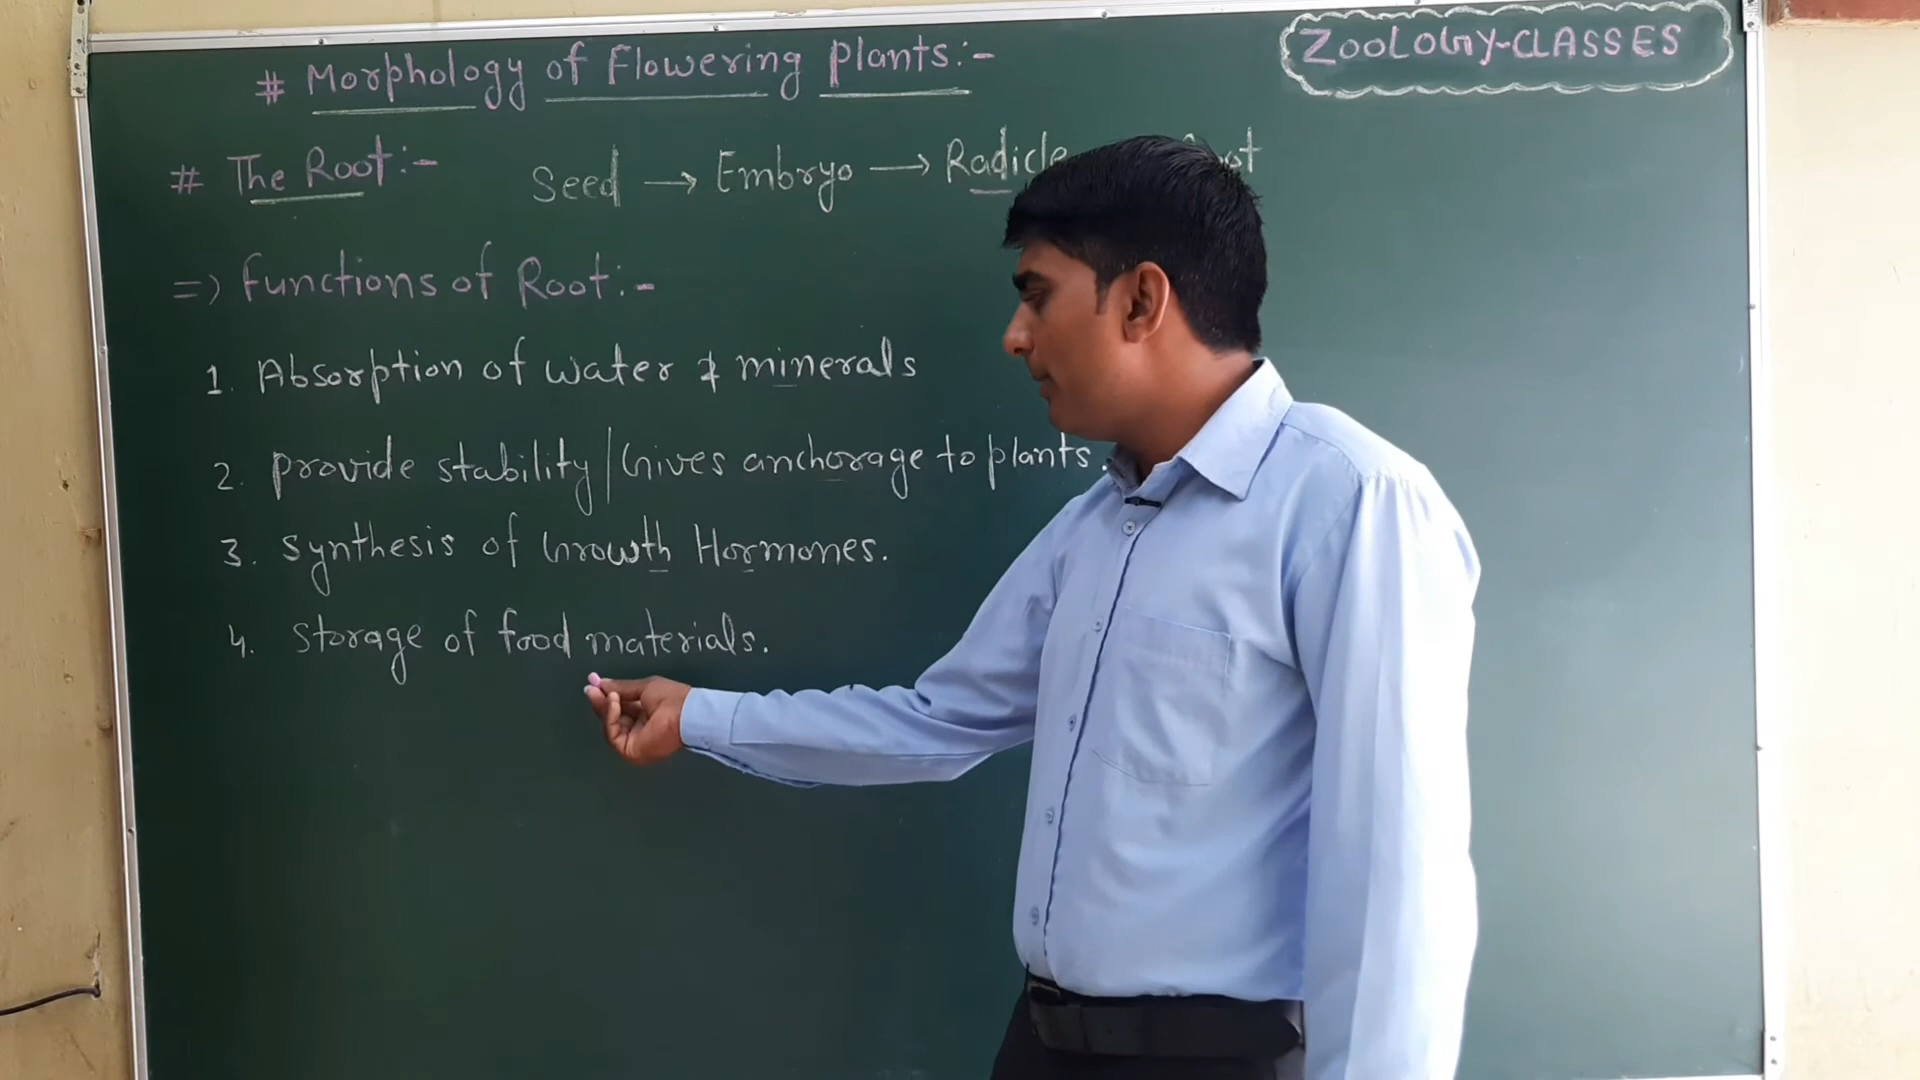 # Morphology of Flowering plants:-
ZOOLOGY-CLASSES
# The Root:- Seed → Embryo → Radicle
=> Functions of Root:-
1. Absorption of water & minerals
2. provide stability/Gives anchorage to plants.
3. Synthesis of Growth Hormones.
4. Storage of food materials.